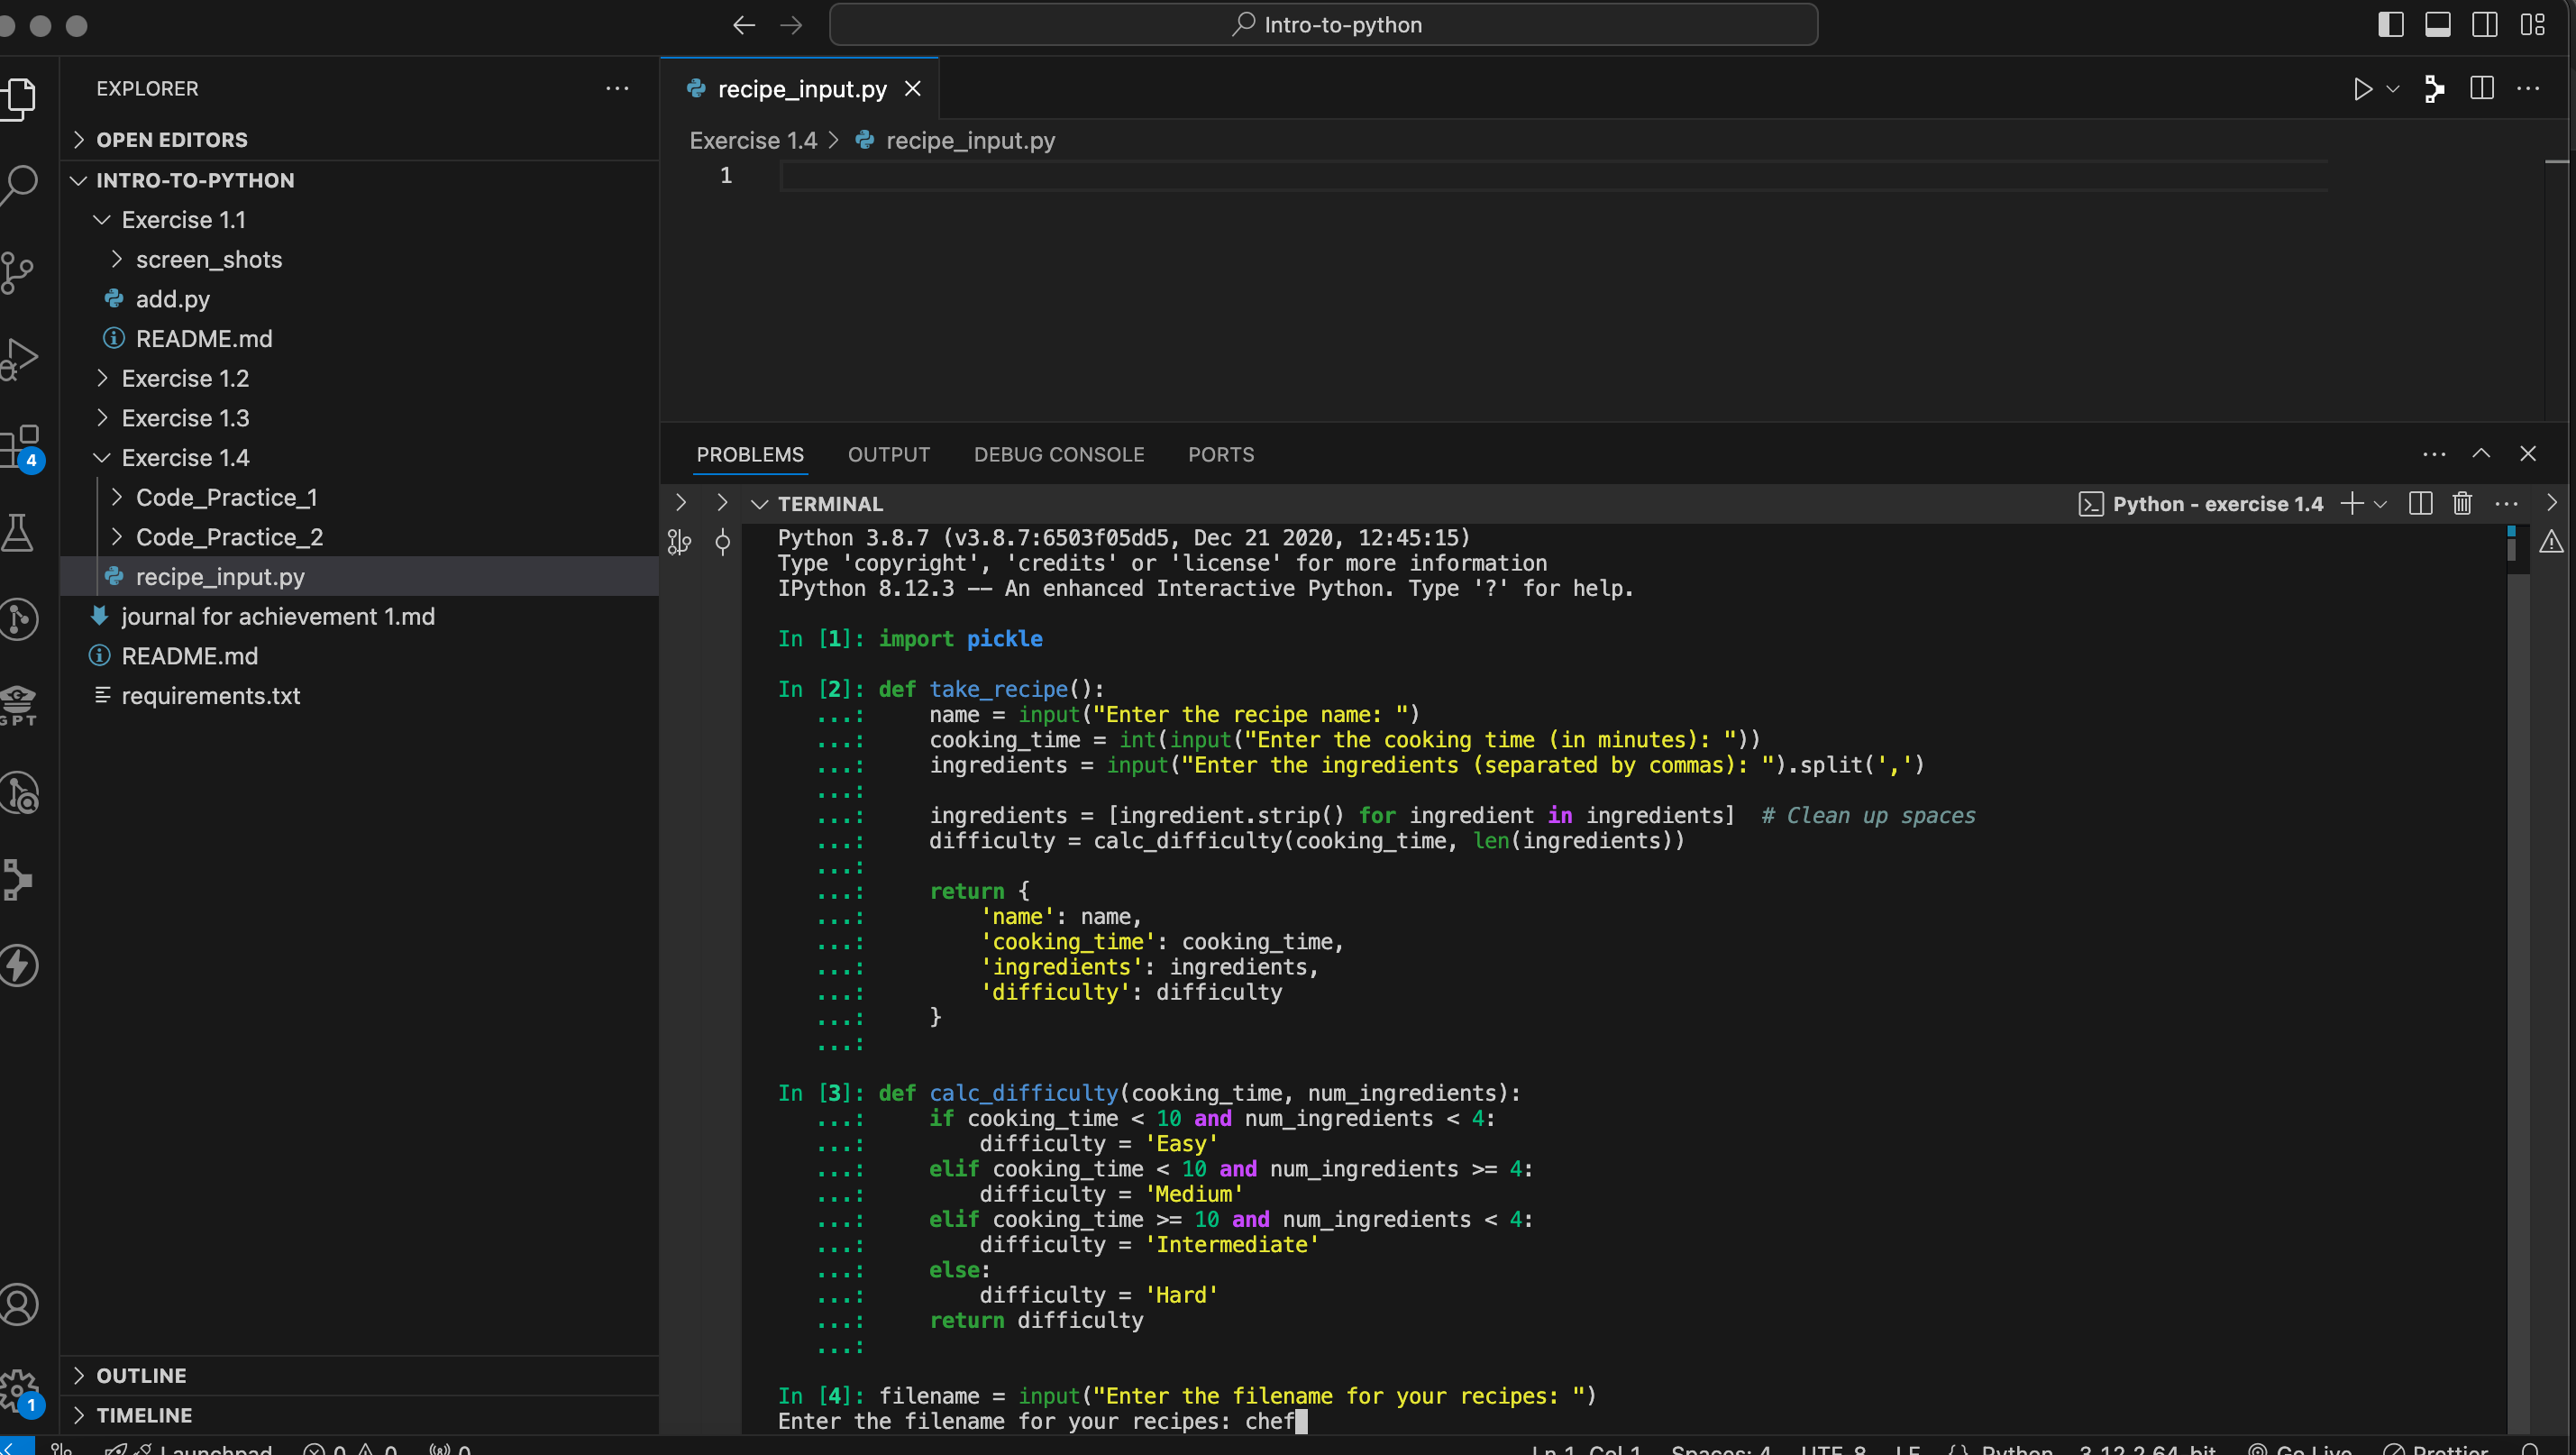 Intro-to-python
EXPLORER
OPEN EDITORS
INTRO-TO-PYTHON
Exercise 1.1
screen_shots
add.py
README.md
Exercise 1.2
Exercise 1.3
Exercise 1.4
Code_Practice_1
Code_Practice_2
recipe_input.py
journal for achievement 1.md
README.md
requirements.txt
OUTLINE
TIMELINE
4
GPT
1
recipe_input.py
Exercise 1.4 > recipe_input.py
1
PROBLEMS OUTPUT DEBUG CONSOLE PORTS
TERMINAL
Python - exercise 1.4
Python 3.8.7 (v3.8.7:6503f05dd5, Dec 21 2020, 12:45:15)
Type 'copyright', 'credits' or 'license' for more information
IPython 8.12.3 -- An enhanced Interactive Python. Type '?' for help.
In [1]: import pickle
In [2]: def take_recipe():
...:     name = input("Enter the recipe name: ")
...:     cooking_time = int(input("Enter the cooking time (in minutes): "))
...:     ingredients = input("Enter the ingredients (separated by commas): ").split(',')
...:
...:     ingredients = [ingredient.strip() for ingredient in ingredients]  # Clean up spaces
...:     difficulty = calc_difficulty(cooking_time, len(ingredients))
...:
...:     return {
...:         'name': name,
...:         'cooking_time': cooking_time,
...:         'ingredients': ingredients,
...:         'difficulty': difficulty
...:     }
...:
In [3]: def calc_difficulty(cooking_time, num_ingredients):
...:     if cooking_time < 10 and num_ingredients < 4:
...:         difficulty = 'Easy'
...:     elif cooking_time < 10 and num_ingredients >= 4:
...:         difficulty = 'Medium'
...:     elif cooking_time >= 10 and num_ingredients < 4:
...:         difficulty = 'Intermediate'
...:     else:
...:         difficulty = 'Hard'
...:     return difficulty
...:
In [4]: filename = input("Enter the filename for your recipes: ")
Enter the filename for your recipes: chef
Launchpad 0 0 0 Ln 1, Col 1 Spaces: 4 UTF-8 LF {} Python 3.12.2 64-bit Go Live Prettier